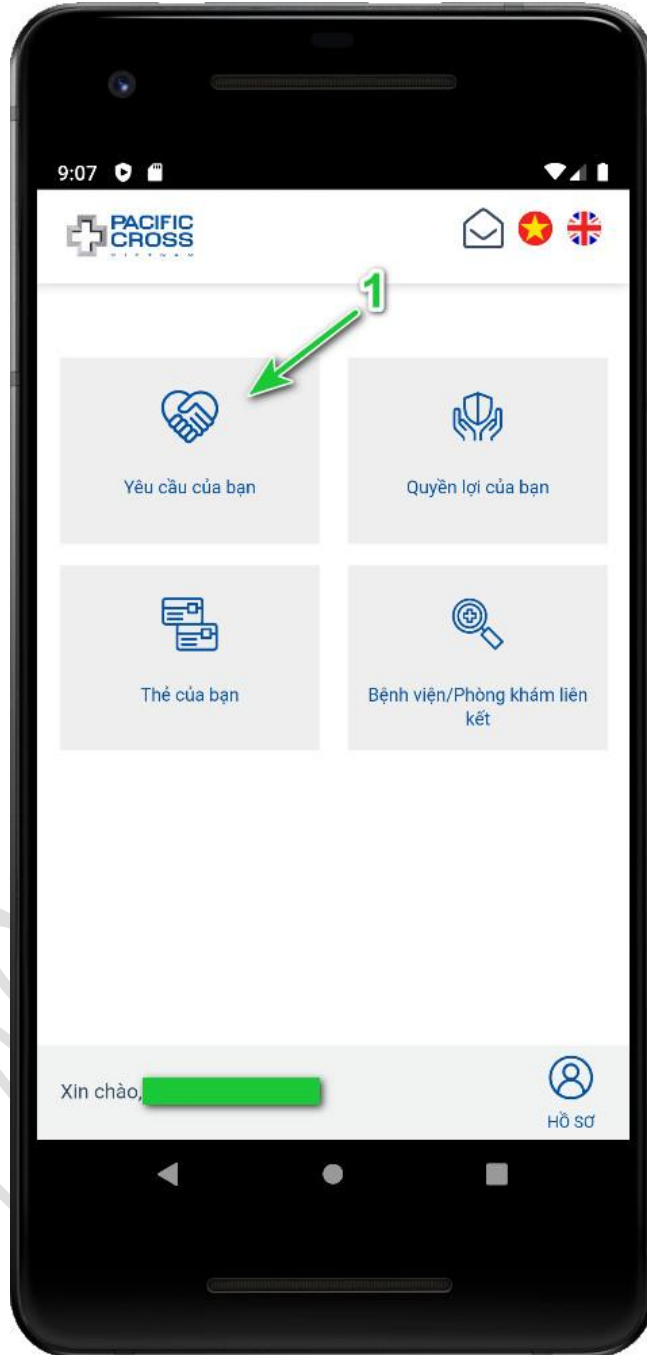 9:07
PACIFIC
CROSS
VIETNAM
1
Yêu cầu của bạn
Quyền lợi của bạn
Thẻ của bạn
Bệnh viện/Phòng khám liên
kết
Xin chào,
HỒ SƠ